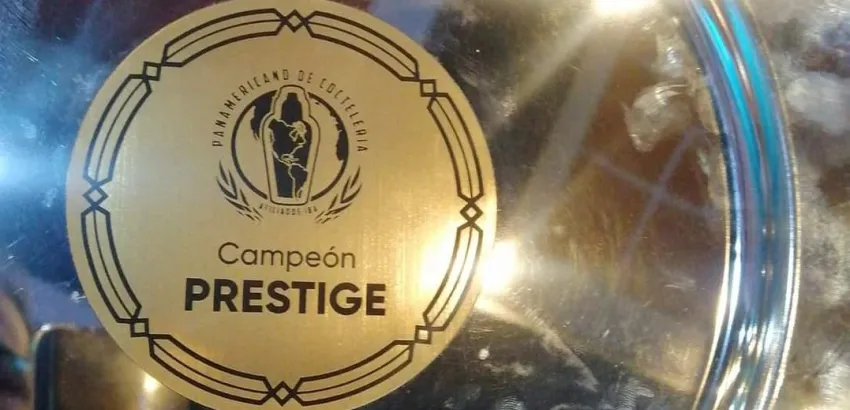 PANAMERICANO DE COCTELERIA
AFILIADOS IBA
Campeón
PRESTIGE